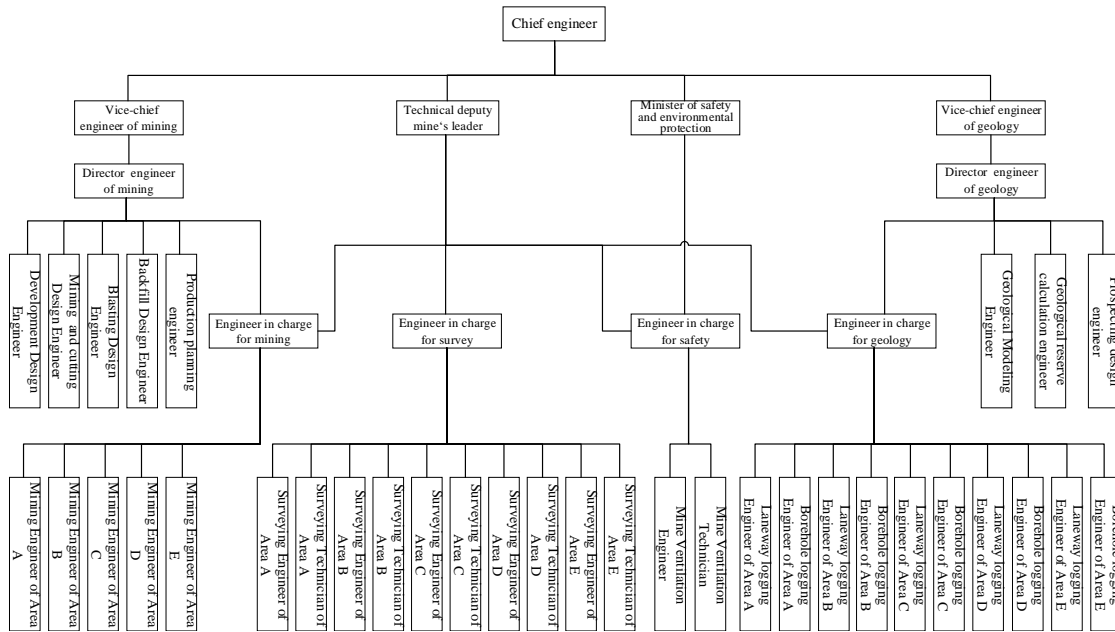 Chief engineer
Vice-chief
engineer of mining
Technical deputy
mine‘s leader
Minister of safety
and environmental
protection
Vice-chief engineer
of geology
Director engineer
of mining
Director engineer
of geology
Development Design
Engineer
Mining and cutting
Design Engineer
Blasting Design
Engineer
Backfill Design Engineer
Production planning
engineer
Geological Modeling
Engineer
Geological reserve
calculation engineer
Prospecting design
engineer
Engineer in charge
for mining
Engineer in charge
for survey
Engineer in charge
for safety
Engineer in charge
for geology
Mining Engineer of Area
A
Mining Engineer of Area
B
Mining Engineer of Area
C
Mining Engineer of Area
D
Mining Engineer of Area
E
Surveying Engineer of
Area A
Surveying Technician of
Area A
Surveying Engineer of
Area B
Surveying Technician of
Area B
Surveying Engineer of
Area C
Surveying Technician of
Area C
Surveying Engineer of
Area D
Surveying Technician of
Area D
Surveying Engineer of
Area E
Surveying Technician of
Area E
Mine Ventilation
Engineer
Mine Ventilation
Technician
Laneway logging
Engineer of Area A
Borehole logging
Engineer of Area A
Laneway logging
Engineer of Area B
Borehole logging
Engineer of Area B
Laneway logging
Engineer of Area C
Borehole logging
Engineer of Area C
Laneway logging
Engineer of Area D
Borehole logging
Engineer of Area D
Laneway logging
Engineer of Area E
Borehole logging
Engineer of Area E